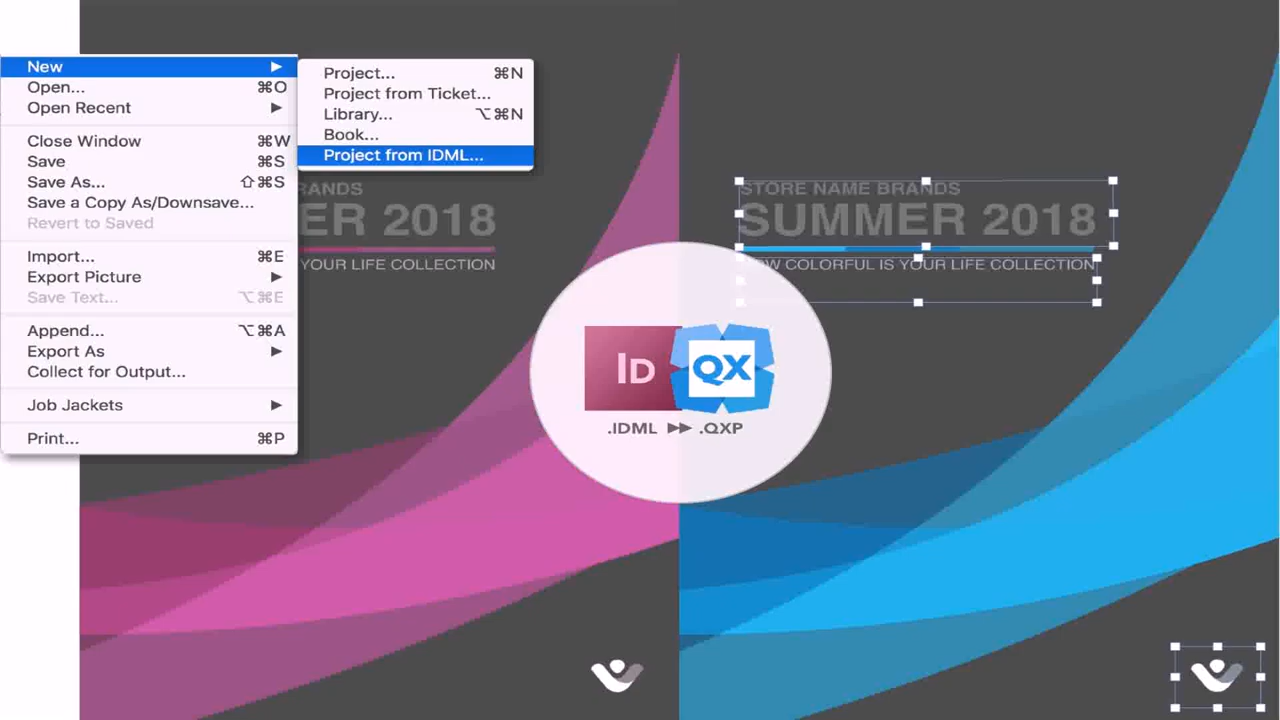 New
Open... ⌘O
Open Recent
Close Window ⌘W
Save ⌘S
Save As... ⇧⌘S
Save a Copy As/Downsave...
Revert to Saved
Import... ⌘E
Export Picture
Save Text... ⌥⌘E
Append... ⌥⌘A
Export As
Collect for Output...
Job Jackets
Print... ⌘P
Project... ⌘N
Project from Ticket...
Library... ⌥⌘N
Book...
Project from IDML...
RANDS
ER 2018
YOUR LIFE COLLECTION
STORE NAME BRANDS
SUMMER 2018
OW COLORFUL IS YOUR LIFE COLLECTION
ID
QX
.IDML ▶▶ .QXP